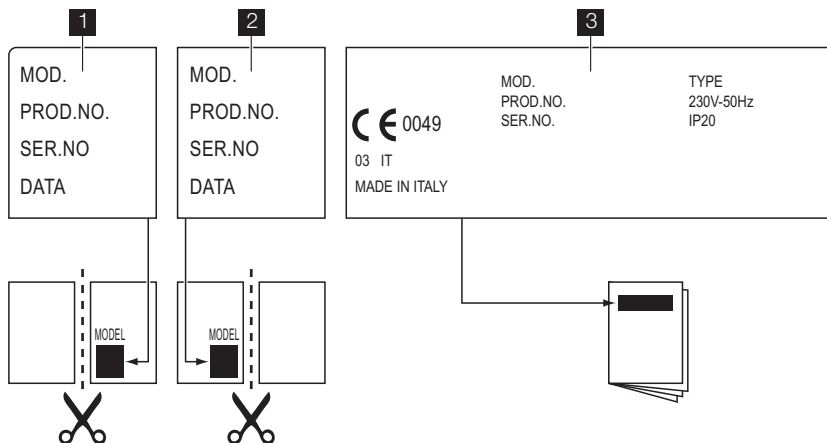 1
MOD.
PROD.NO.
SER.NO
DATA
2
MOD.
PROD.NO.
SER.NO
DATA
3
CE 0049
03 IT
MADE IN ITALY
MOD.
PROD.NO.
SER.NO.
TYPE
230V-50Hz
IP20
MODEL
MODEL